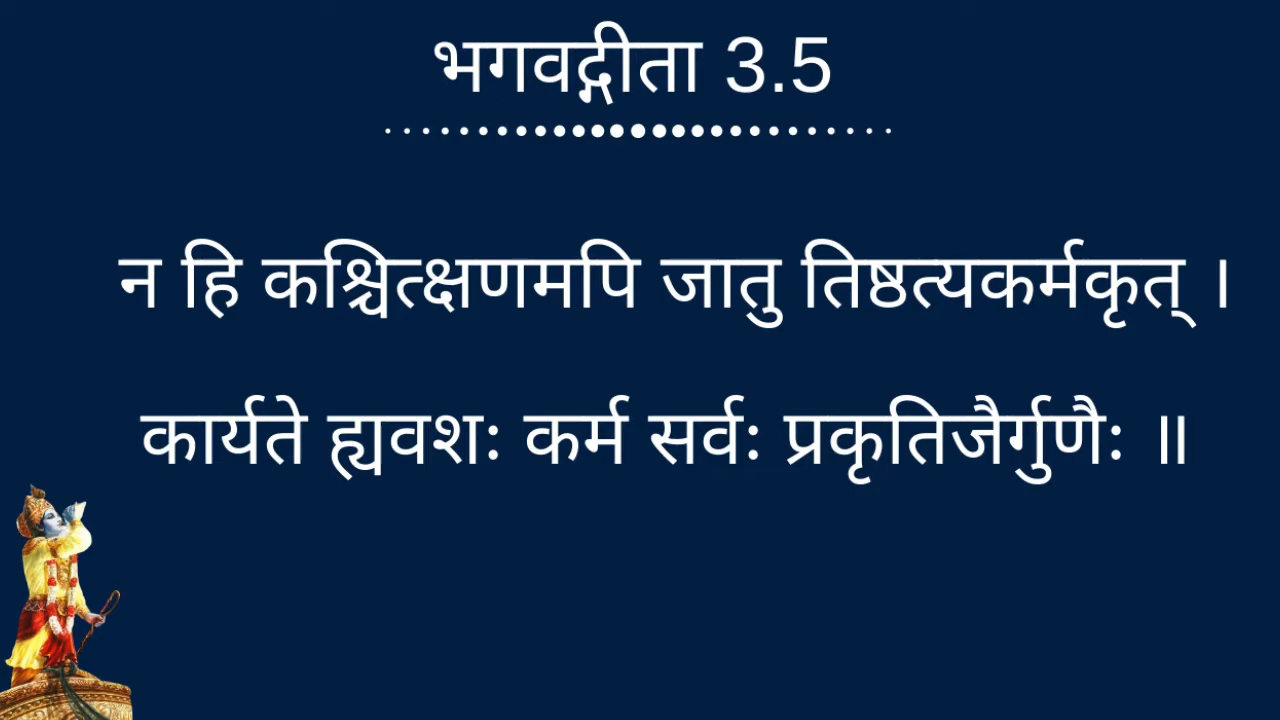 भगवद्गीता 3.5
न हि कश्चित्क्षणमपि जातु तिष्ठत्यकर्मकृत् ।
कार्यते ह्यवशः कर्म सर्वः प्रकृतिजैर्गुणैः ॥